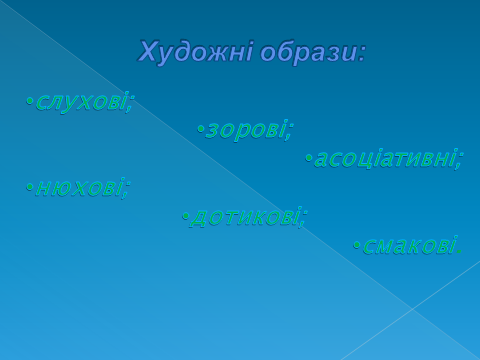 Художні образи:
•слухові;
•зорові;
•асоціативні;
•нюхові;
•дотикові;
•смакові.